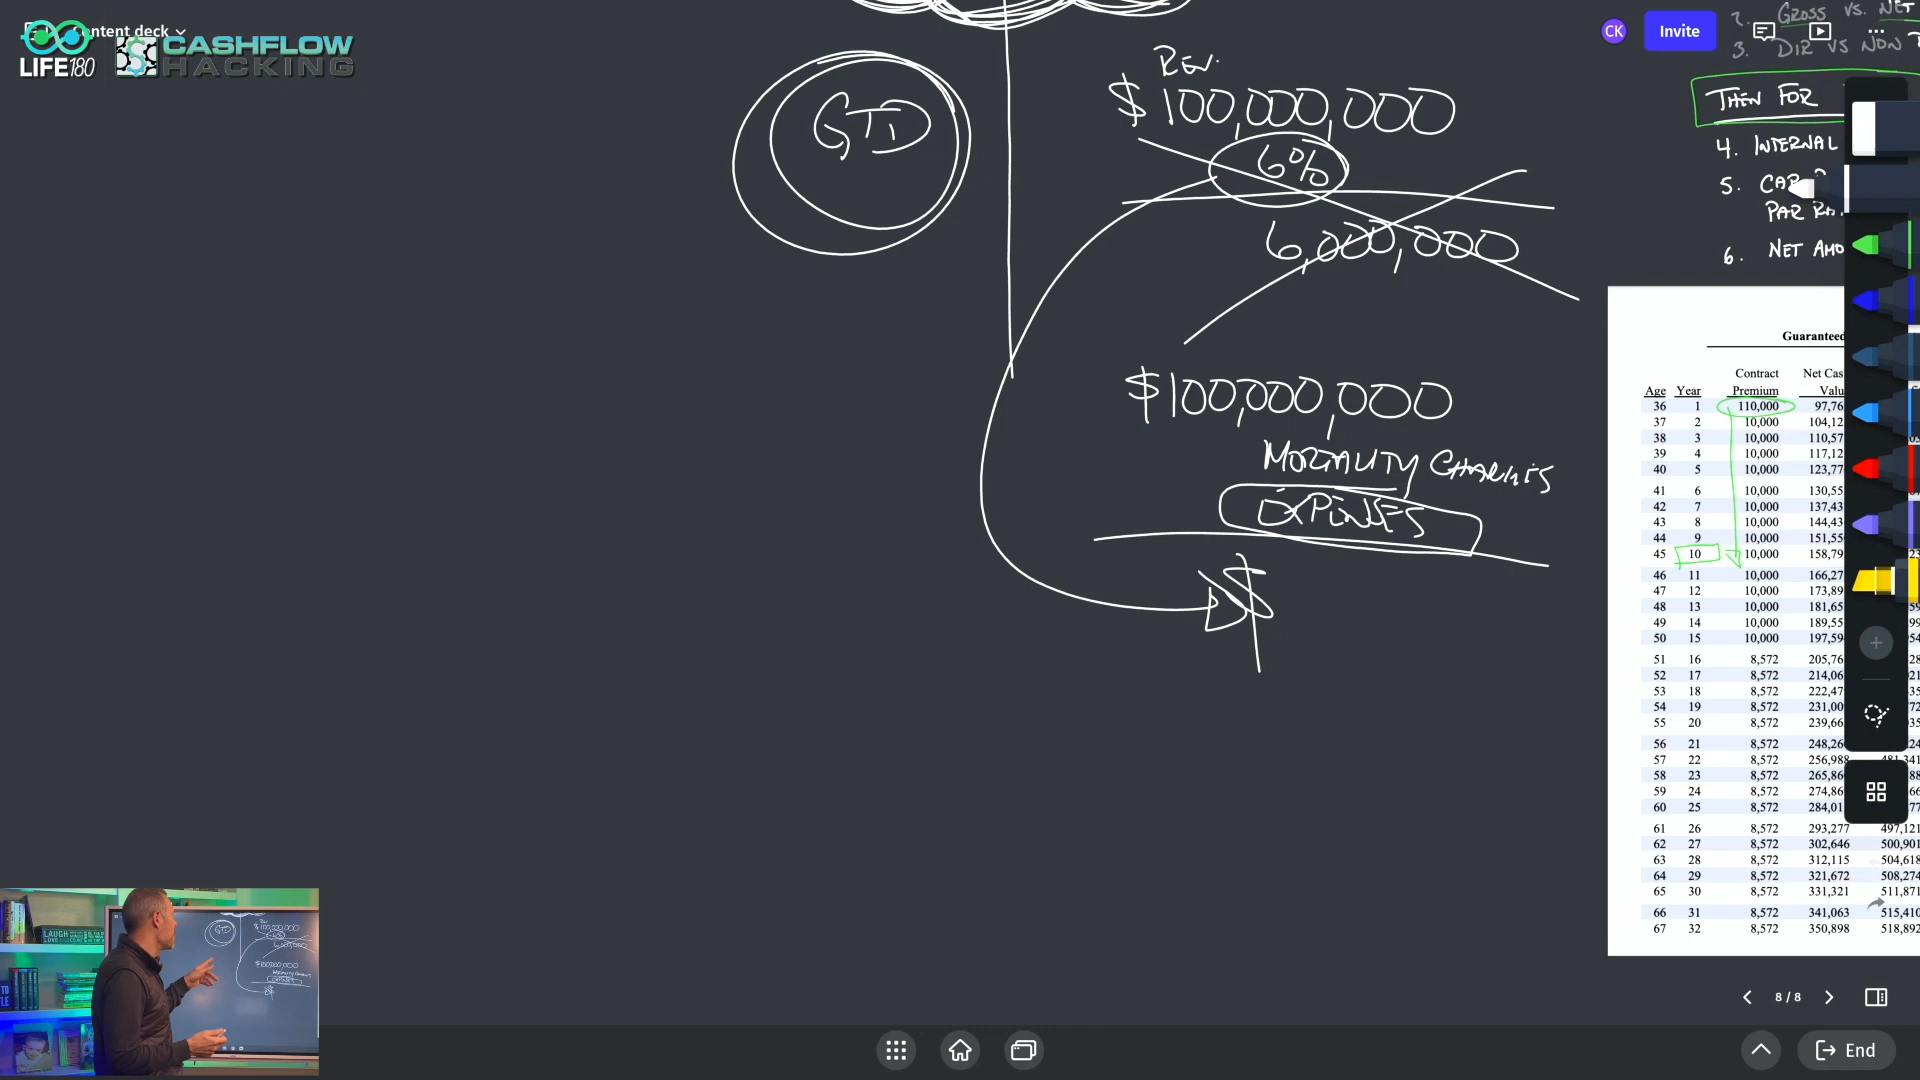 Content deck
LIFE180
CASHFLOW
HACKING
CK
Invite
2. GROSS VS. NET
3. DIR VS NON
THEN FOR
4. INTERNAL
5. CAP
PAR RA
6. NET AMO
GTD
REV.
$100,000,000
6%
6,000,000
$100,000,000
MORTALITY CHARGES
EXPENSES
$
Guaranteed
Contract Net Cas
Age Year Premium Valu
36 1 110,000 97,76
37 2 10,000 104,12
38 3 10,000 110,57
39 4 10,000 117,12
40 5 10,000 123,77
41 6 10,000 130,55
42 7 10,000 137,43
43 8 10,000 144,43
44 9 10,000 151,55
45 10 10,000 158,79
46 11 10,000 166,27
47 12 10,000 173,89
48 13 10,000 181,65
49 14 10,000 189,55
50 15 10,000 197,59
51 16 8,572 205,76
52 17 8,572 214,06
53 18 8,572 222,47
54 19 8,572 231,00
55 20 8,572 239,66
56 21 8,572 248,26
57 22 8,572 256,988 481,341
58 23 8,572 265,86
59 24 8,572 274,86
60 25 8,572 284,01
61 26 8,572 293,277 497,121
62 27 8,572 302,646 500,901
63 28 8,572 312,115 504,618
64 29 8,572 321,672 508,274
65 30 8,572 331,321 511,871
66 31 8,572 341,063 515,410
67 32 8,572 350,898 518,892
8 / 8
End